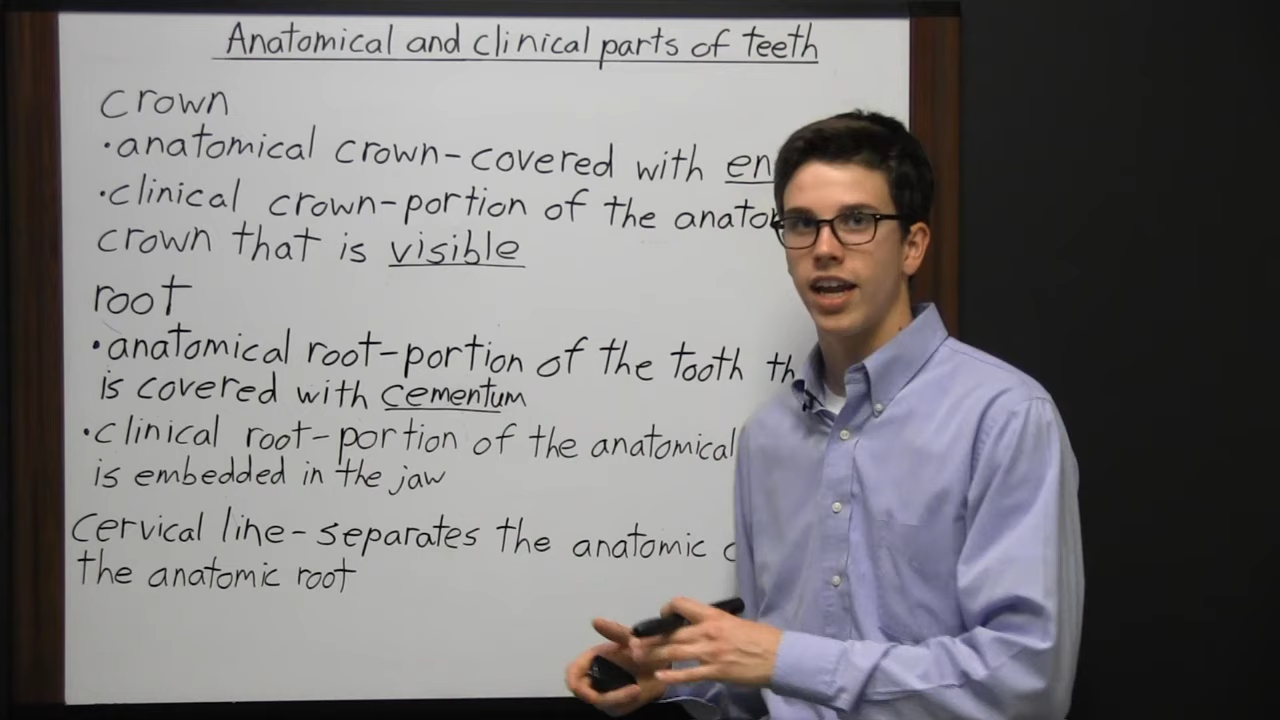 Anatomical and clinical parts of teeth
crown
•anatomical crown-covered with en
•clinical crown-portion of the anato
crown that is visible
root
•anatomical root-portion of the tooth th
is covered with cementum
•clinical root-portion of the anatomical
is embedded in the jaw
Cervical line-separates the anatomic c
the anatomic root